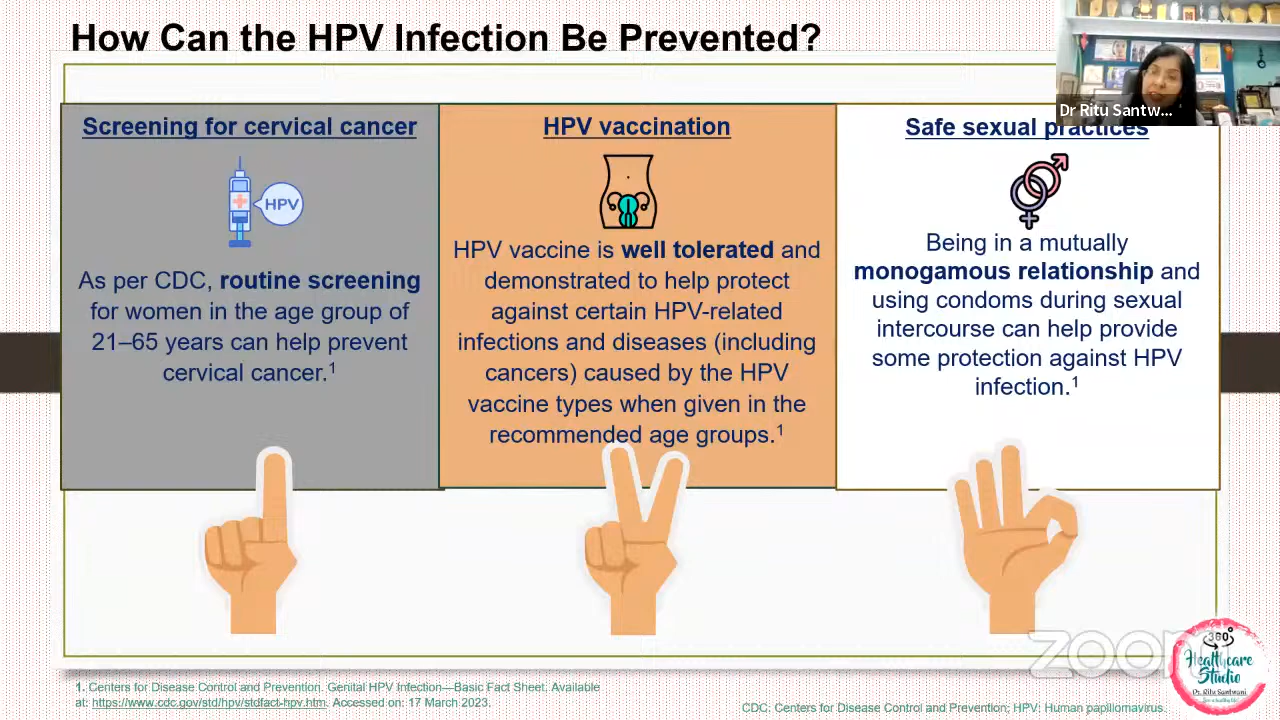 How Can the HPV Infection Be Prevented?
Dr Ritu Santw...
Screening for cervical cancer
HPV
As per CDC, routine screening
for women in the age group of
21–65 years can help prevent
cervical cancer.1
HPV vaccination
HPV vaccine is well tolerated and
demonstrated to help protect
against certain HPV-related
infections and diseases (including
cancers) caused by the HPV
vaccine types when given in the
recommended age groups.1
Safe sexual practices
Being in a mutually
monogamous relationship and
using condoms during sexual
intercourse can help provide
some protection against HPV
infection.1
zoom
360°
Healthcare
Studio
Dr. Ritu Santwani
1. Centers for Disease Control and Prevention. Genital HPV Infection—Basic Fact Sheet. Available
at: https://www.cdc.gov/std/hpv/stdfact-hpv.htm. Accessed on: 17 March 2023.
CDC: Centers for Disease Control and Prevention; HPV: Human papillomavirus.